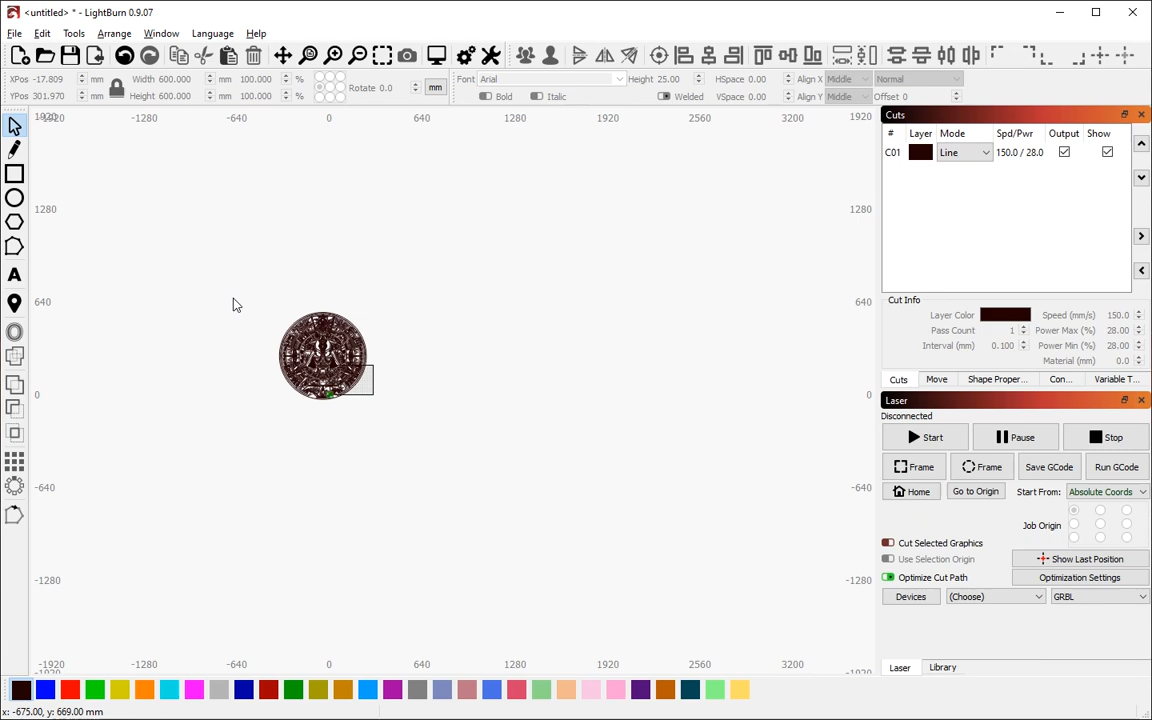 <untitled> * - LightBurn 0.9.07
File Edit Tools Arrange Window Language Help
XPos -17.809 mm Width 600.000 mm 100.000 % Rotate 0.0 mm Font Arial Height 25.00 HSpace 0.00 Align X Middle Normal
YPos 301.970 mm Height 600.000 mm 100.000 % Bold Italic Welded VSpace 0.00 Align Y Middle Offset 0
1920 -1280 -640 0 640 1280 1920 2560 3200 1920
1280 1280
640 640
0 0
-640 -640
-1280 -1280
-1920 -1280 -640 0 640 1280 1920 2560 3200
Cuts
# Layer Mode Spd/Pwr Output Show
C01 Line 150.0 / 28.0
Cut Info
Layer Color Speed (mm/s) 150.0
Pass Count 1 Power Max (%) 28.00
Interval (mm) 0.100 Power Min (%) 28.00
Material (mm) 0.0
Cuts Move Shape Proper... Con... Variable T...
Laser
Disconnected
Start Pause Stop
Frame Frame Save GCode Run GCode
Home Go to Origin Start From: Absolute Coords
Job Origin
Cut Selected Graphics
Use Selection Origin Show Last Position
Optimize Cut Path Optimization Settings
Devices (Choose) GRBL
Laser Library
x: -675.00, y: 669.00 mm